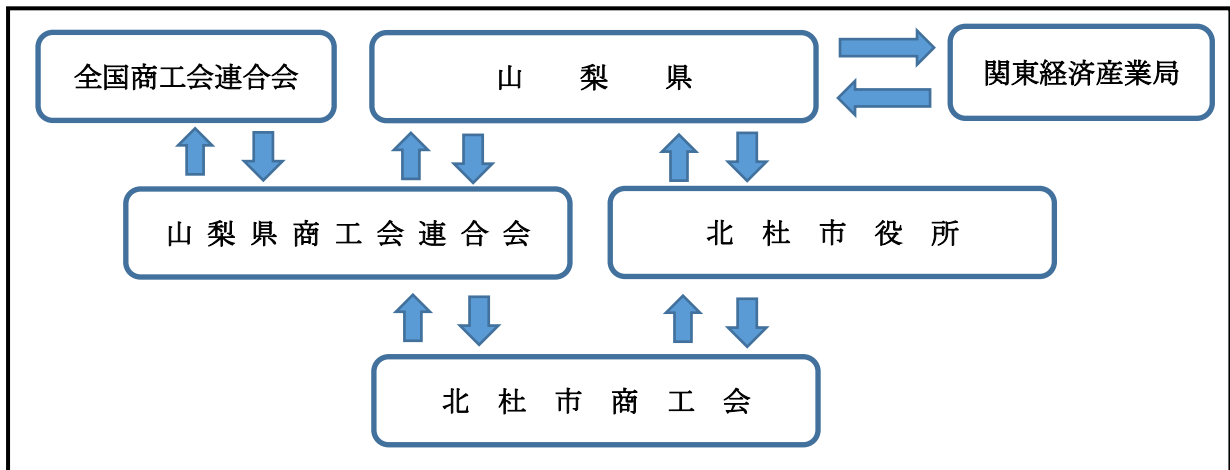 全国商工会連合会
山梨県
関東経済産業局
山梨県商工会連合会
北杜市役所
北杜市商工会